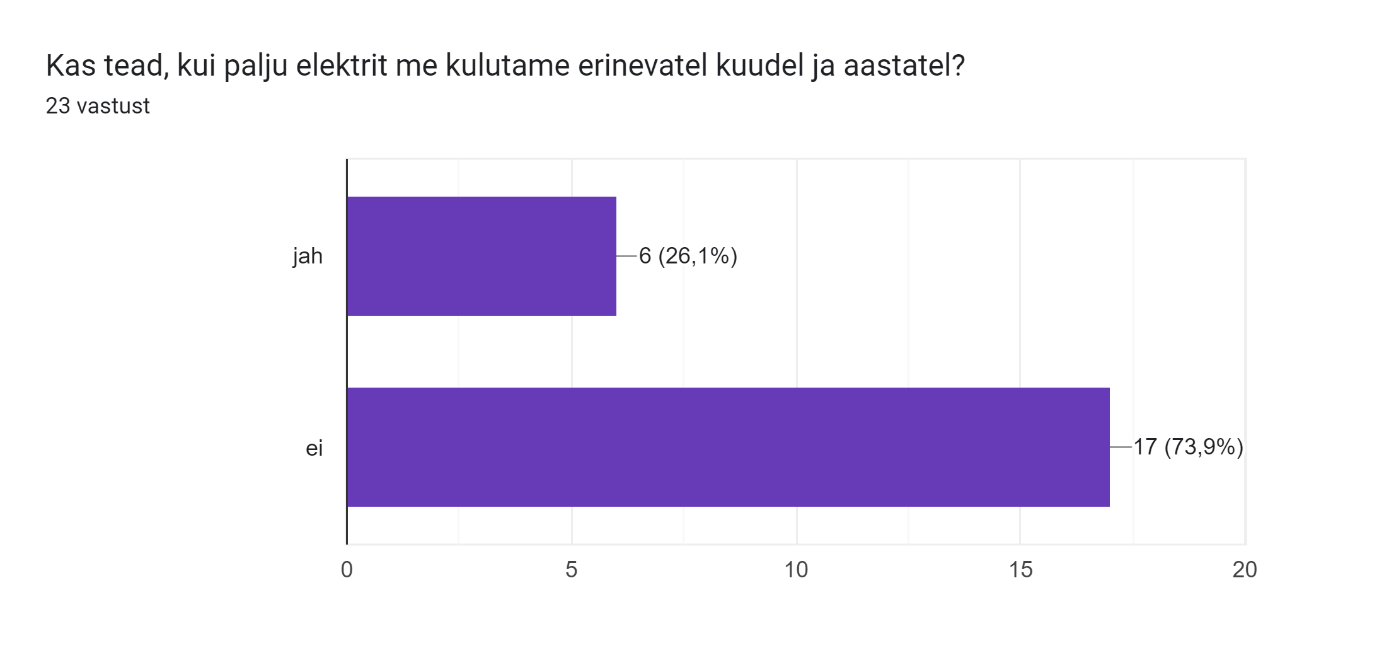 Kas tead, kui palju elektrit me kulutame erinevatel kuudel ja aastatel?
23 vastust
jah
6 (26,1%)
ei
17 (73,9%)
0 5 10 15 20